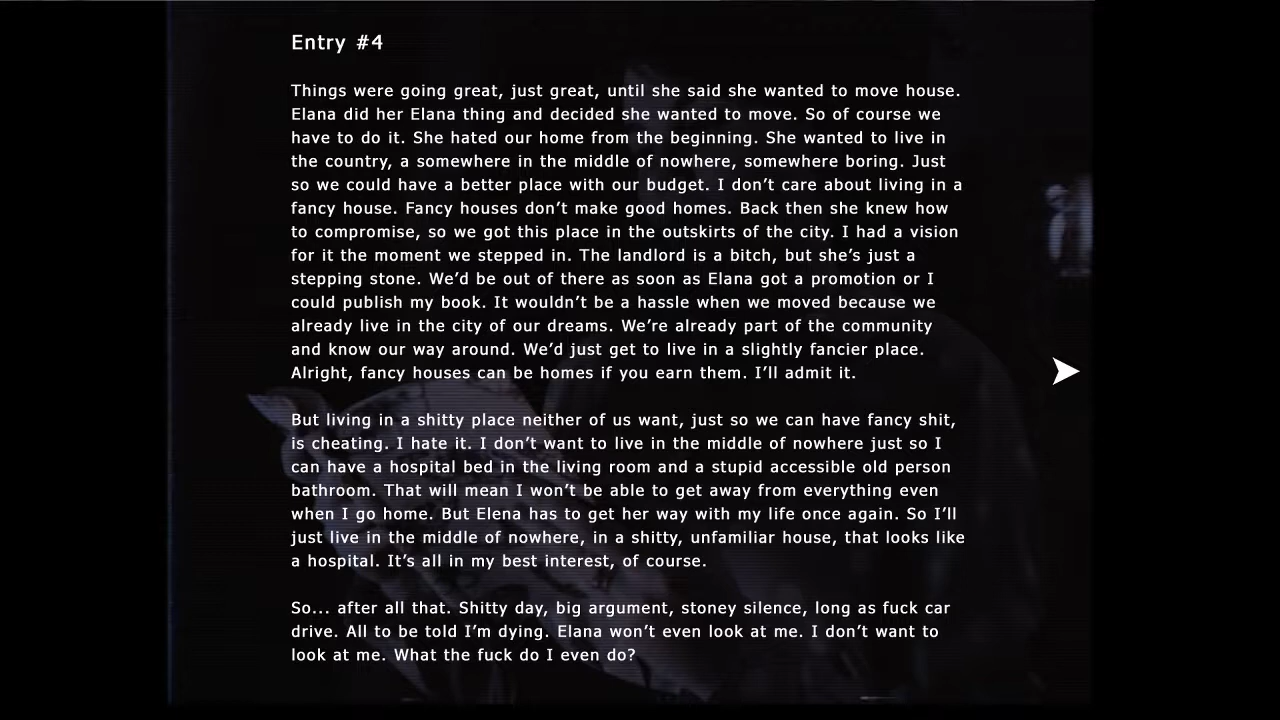 Entry #4
Things were going great, just great, until she said she wanted to move house.
Elana did her Elana thing and decided she wanted to move. So of course we
have to do it. She hated our home from the beginning. She wanted to live in
the country, a somewhere in the middle of nowhere, somewhere boring. Just
so we could have a better place with our budget. I don't care about living in a
fancy house. Fancy houses don't make good homes. Back then she knew how
to compromise, so we got this place in the outskirts of the city. I had a vision
for it the moment we stepped in. The landlord is a bitch, but she's just a
stepping stone. We'd be out of there as soon as Elana got a promotion or I
could publish my book. It wouldn't be a hassle when we moved because we
already live in the city of our dreams. We're already part of the community
and know our way around. We'd just get to live in a slightly fancier place.
Alright, fancy houses can be homes if you earn them. I'll admit it.
But living in a shitty place neither of us want, just so we can have fancy shit,
is cheating. I hate it. I don't want to live in the middle of nowhere just so I
can have a hospital bed in the living room and a stupid accessible old person
bathroom. That will mean I won't be able to get away from everything even
when I go home. But Elena has to get her way with my life once again. So I'll
just live in the middle of nowhere, in a shitty, unfamiliar house, that looks like
a hospital. It's all in my best interest, of course.
So... after all that. Shitty day, big argument, stoney silence, long as fuck car
drive. All to be told I'm dying. Elana won't even look at me. I don't want to
look at me. What the fuck do I even do?